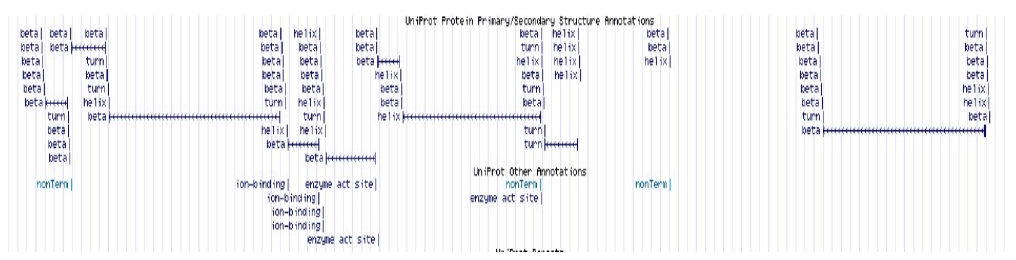 UniProt Protein Primary/Secondary Structure Annotations
beta beta beta beta helix beta beta helix beta beta turn
beta beta beta beta beta turn helix beta beta beta
beta turn beta helix beta helix helix helix beta beta
beta beta beta beta helix beta helix beta beta
beta turn beta turn beta turn helix helix
beta helix turn helix beta beta helix helix
turn beta beta turn helix turn beta
beta helix helix turn beta
beta beta turn
beta beta
UniProt Other Annotations
nonTerm ion-binding enzyme act site nonTerm nonTerm
ion-binding enzyme act site
ion-binding
ion-binding
enzyme act site